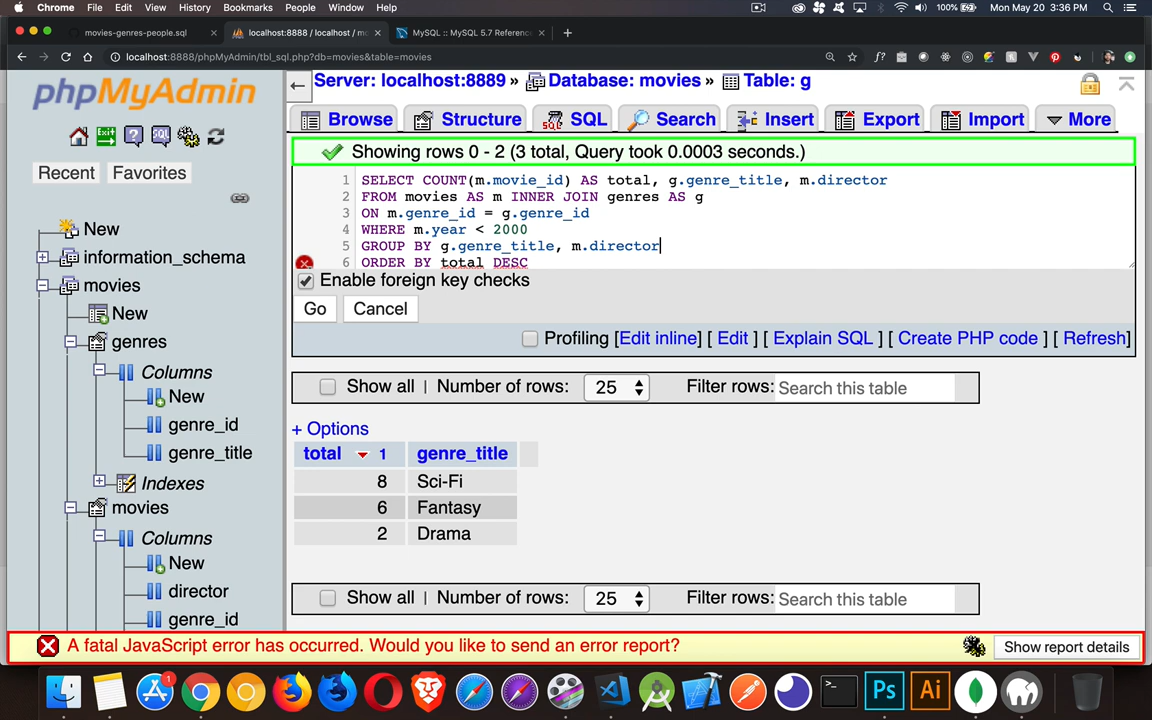 Chrome File Edit View History Bookmarks People Window Help 100% Mon May 20 3:36 PM
movies-genres-people.sql localhost:8888 / localhost / m MySQL :: MySQL 5.7 Referenc
localhost:8888/phpMyAdmin/tbl_sql.php?db=movies&table=movies
phpMyAdmin
Recent Favorites
New
information_schema
movies
New
genres
Columns
New
genre_id
genre_title
Indexes
movies
Columns
New
director
genre_id
Server: localhost:8889 » Database: movies » Table: g
Browse Structure SQL Search Insert Export Import More
Showing rows 0 - 2 (3 total, Query took 0.0003 seconds.)
1 SELECT COUNT(m.movie_id) AS total, g.genre_title, m.director
2 FROM movies AS m INNER JOIN genres AS g
3 ON m.genre_id = g.genre_id
4 WHERE m.year < 2000
5 GROUP BY g.genre_title, m.director
6 ORDER BY total DESC
Enable foreign key checks
Go Cancel
Profiling [Edit inline] [ Edit ] [ Explain SQL ] [ Create PHP code ] [ Refresh]
Show all | Number of rows: 25 Filter rows: Search this table
+ Options
total 1 genre_title
8 Sci-Fi
6 Fantasy
2 Drama
Show all | Number of rows: 25 Filter rows: Search this table
A fatal JavaScript error has occurred. Would you like to send an error report? Show report details
1
Ps Ai